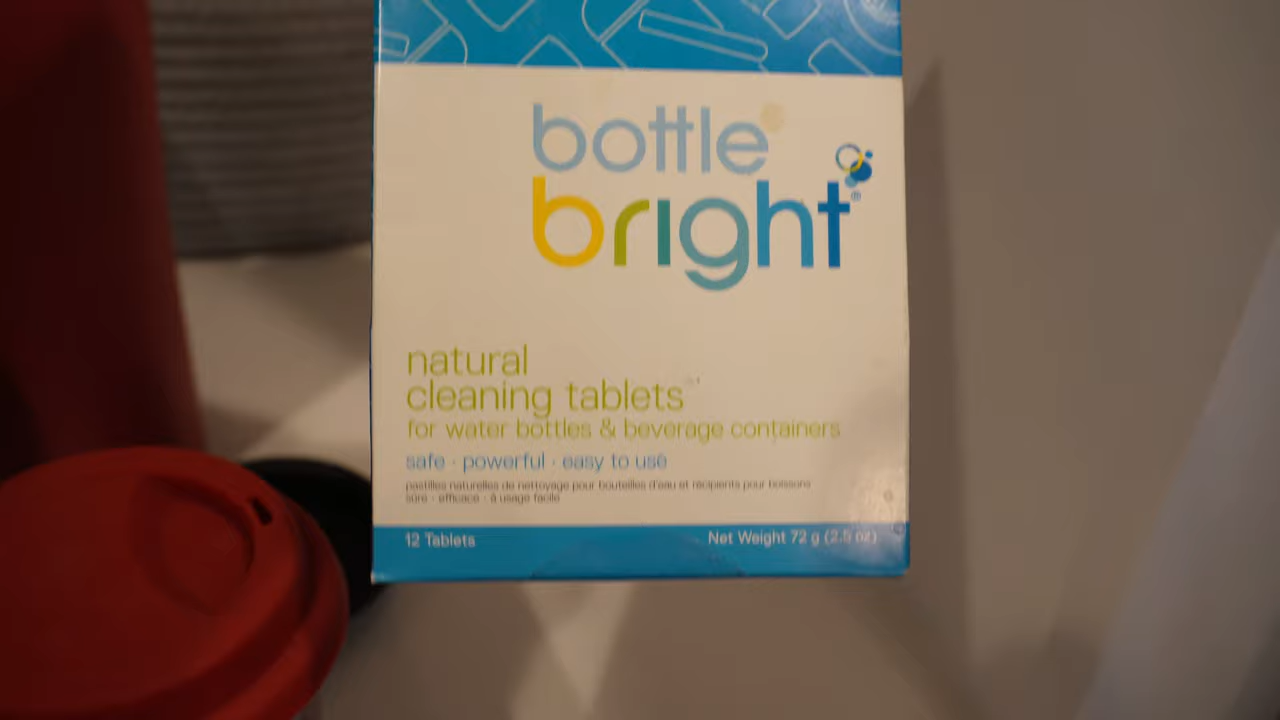 bottle
bright®
natural
cleaning tablets
for water bottles & beverage containers
safe · powerful · easy to use
pastilles naturelles de nettoyage pour bouteilles d'eau et récipients pour boissons
sûre · efficace · à usage facile
12 Tablets
Net Weight 72 g (2.5 oz)